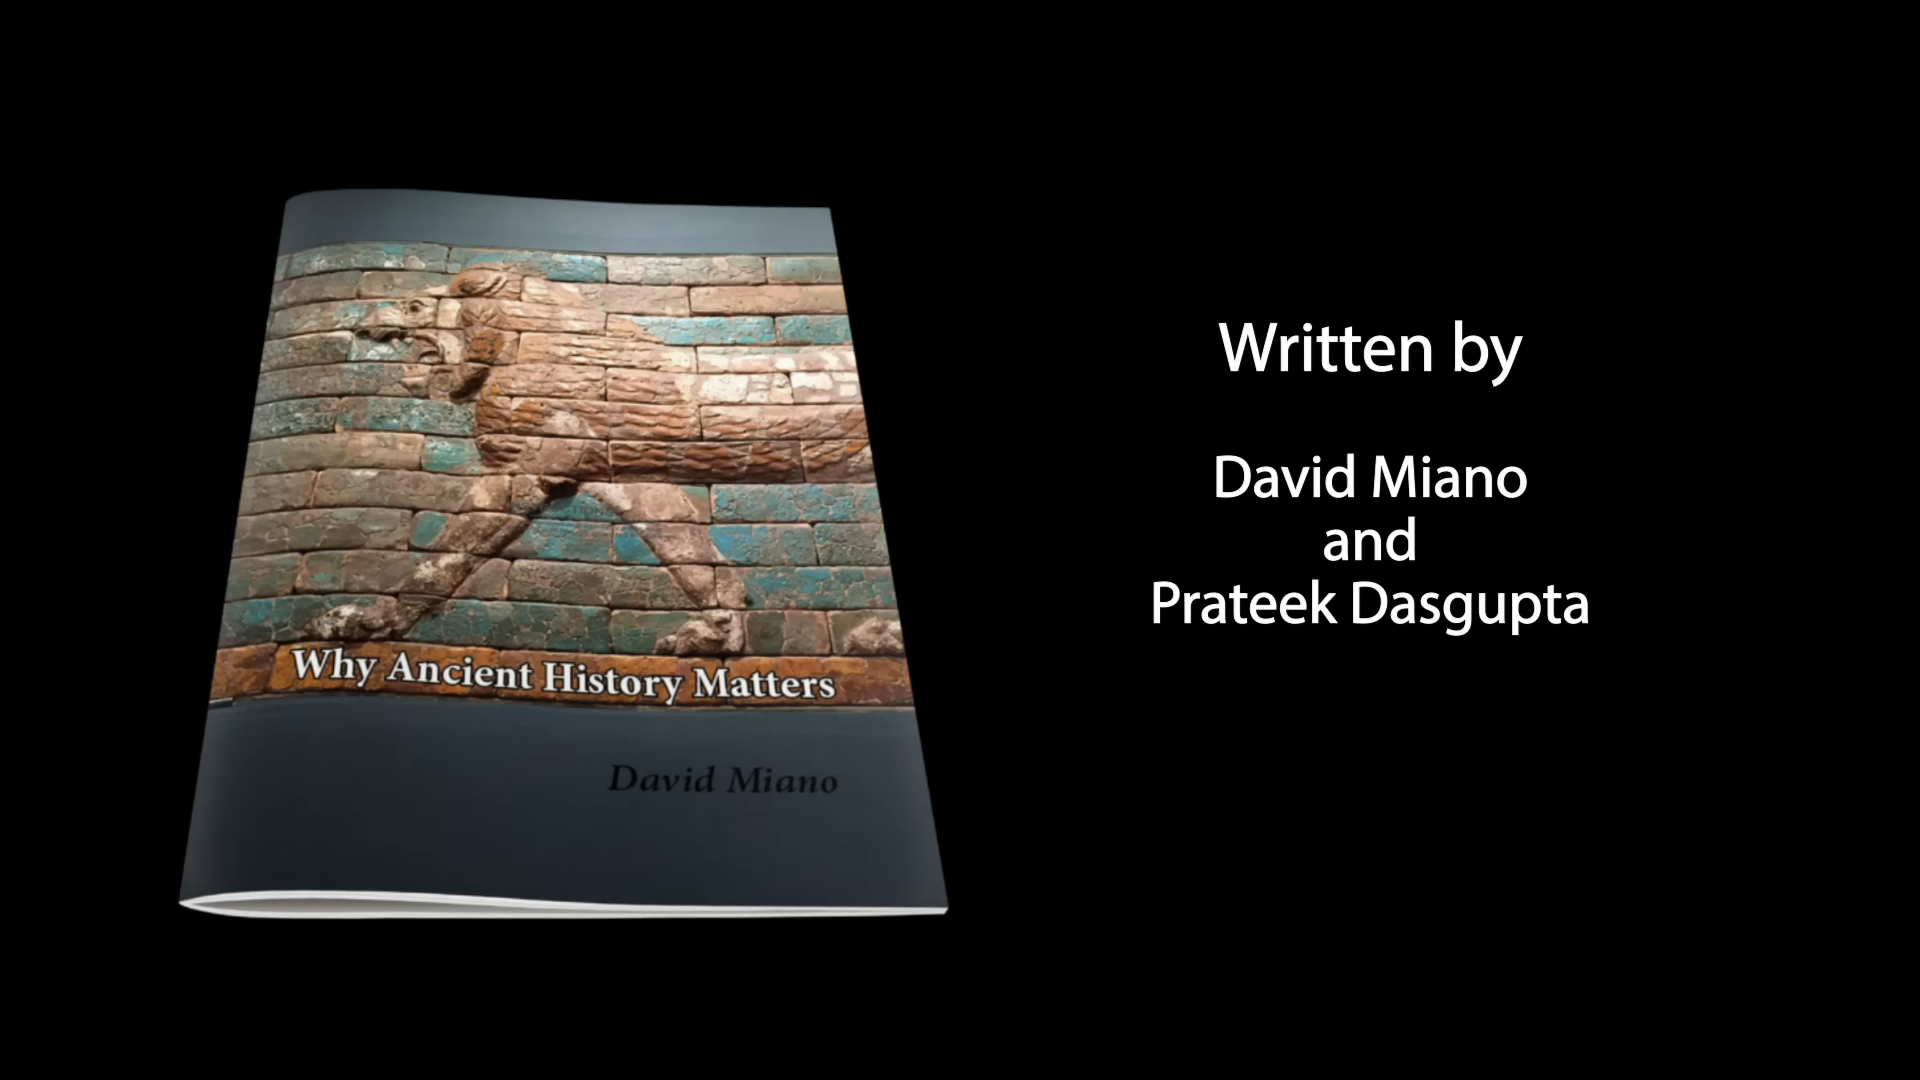 Why Ancient History Matters
David Miano
Written by
David Miano
and
Prateek Dasgupta